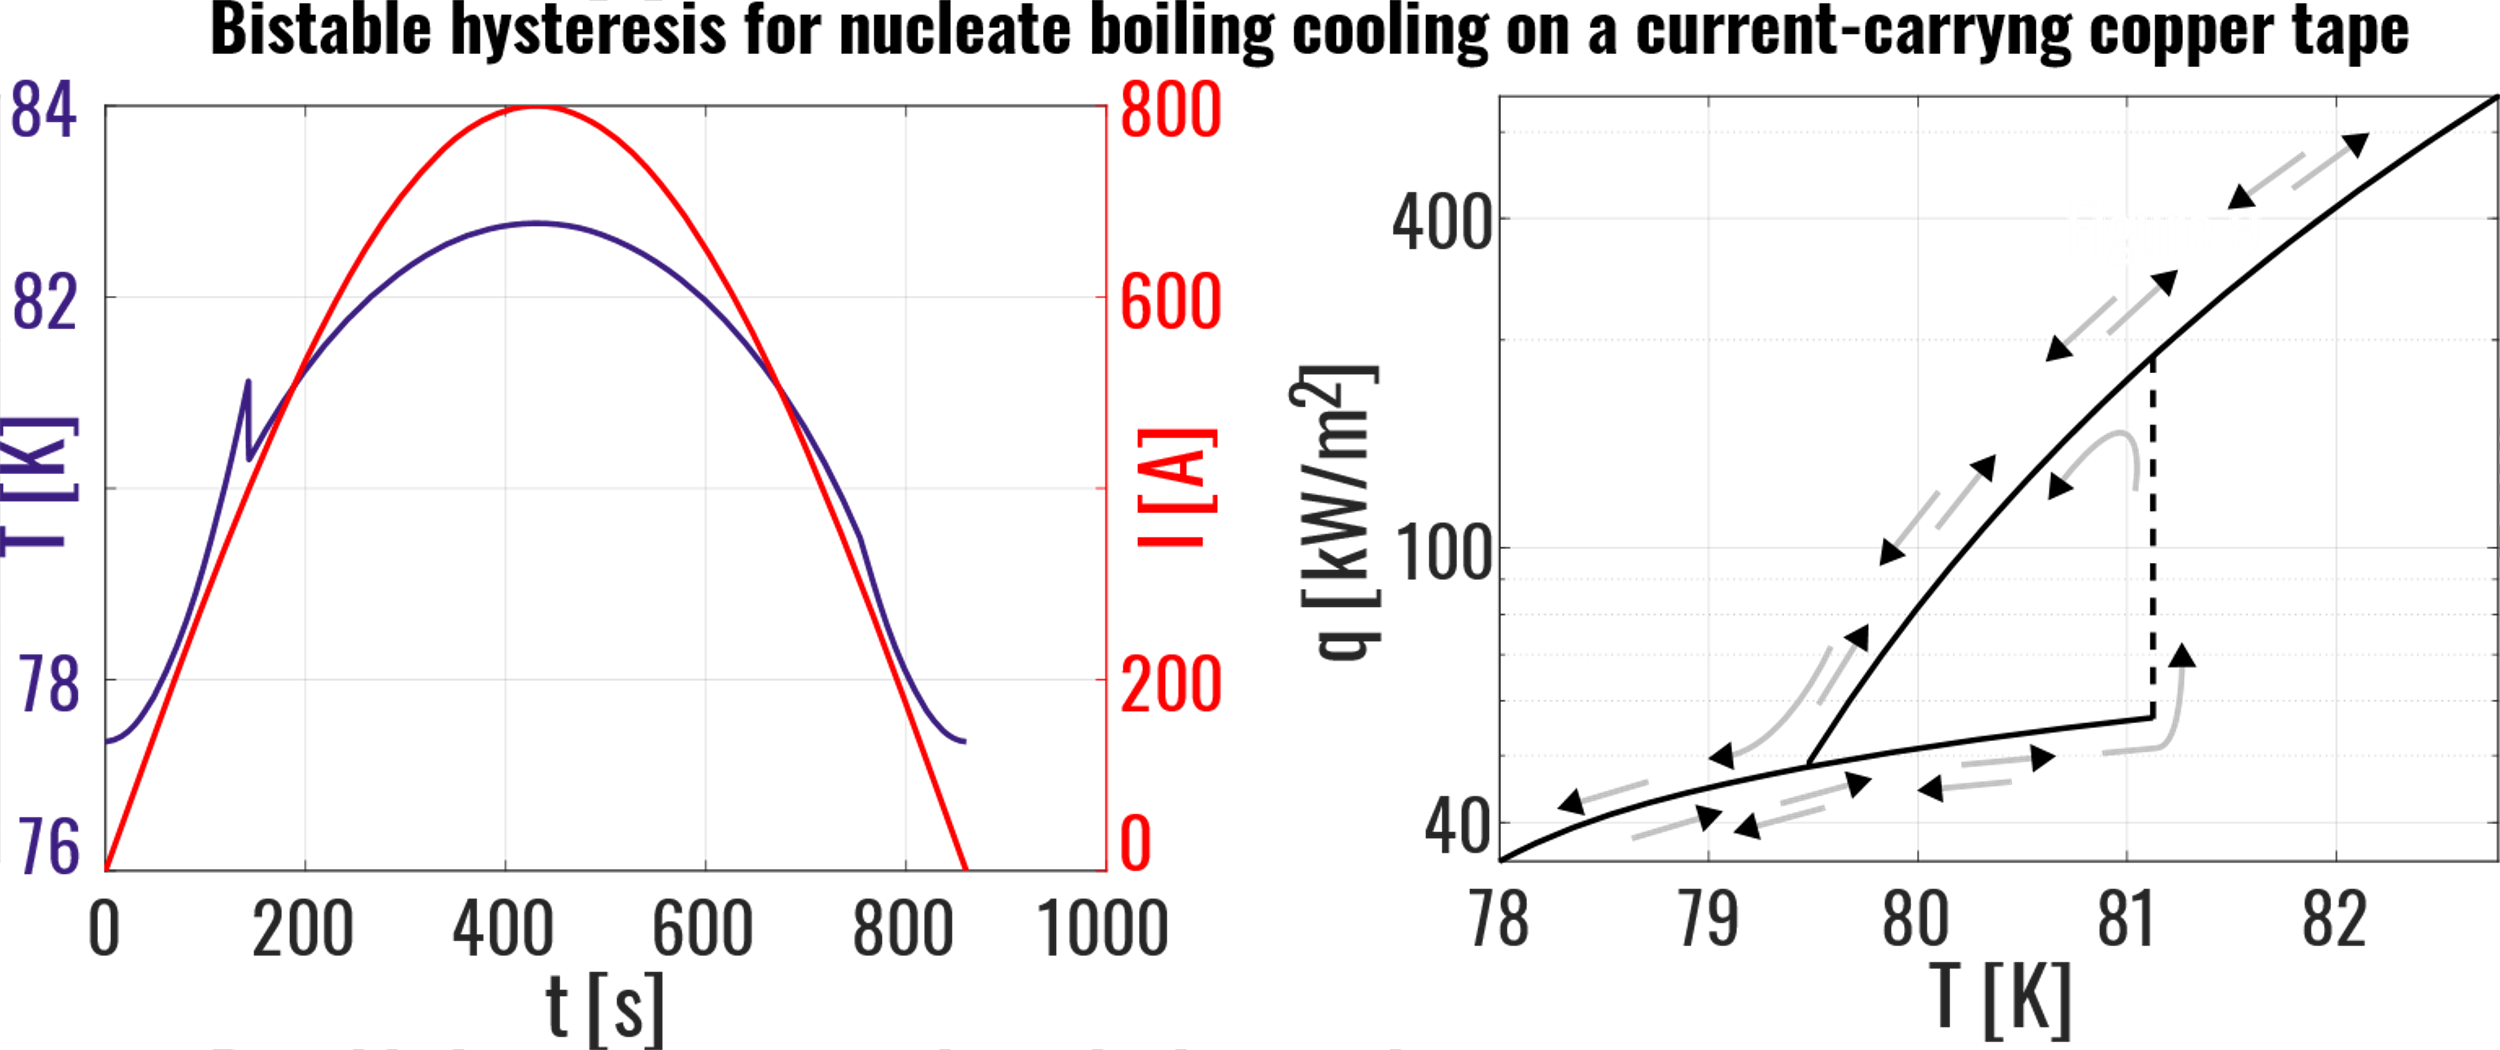 Bistable hysteresis for nucleate boiling cooling on a current-carryng copper tape
84
82
78
76
T [K]
800
600
200
0
I [A]
0 200 400 600 800 1000
t [s]
400
100
40
q [kW/m²]
78 79 80 81 82
T [K]